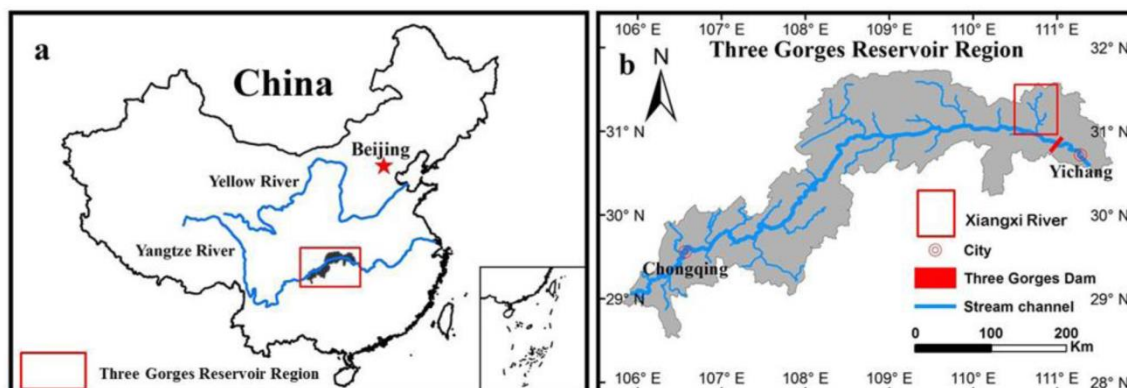 a
China
Beijing
Yellow River
Yangtze River
Three Gorges Reservoir Region
106° E 107° E 108° E 109° E 110° E 111° E
Three Gorges Reservoir Region
b
N
32° N
31° N
31° N
Yichang
Xiangxi River
30° N
30° N
City
Chongqing
Three Gorges Dam
29° N
29° N
Stream channel
0 100 200
Km
106° E 107° E 108° E 109° E 110° E 111° E
28° N